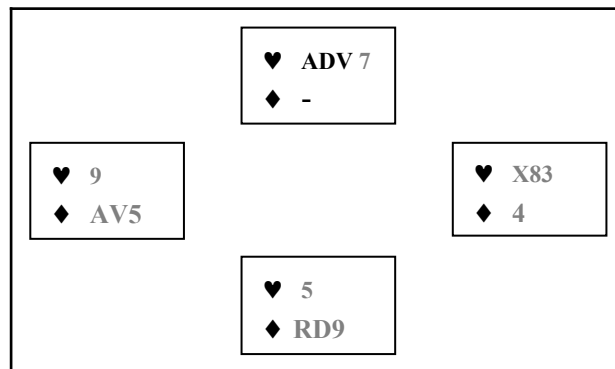 ♥ ADV 7
♦ -
♥ 9
♦ AV5
♥ X83
♦ 4
♥ 5
♦ RD9